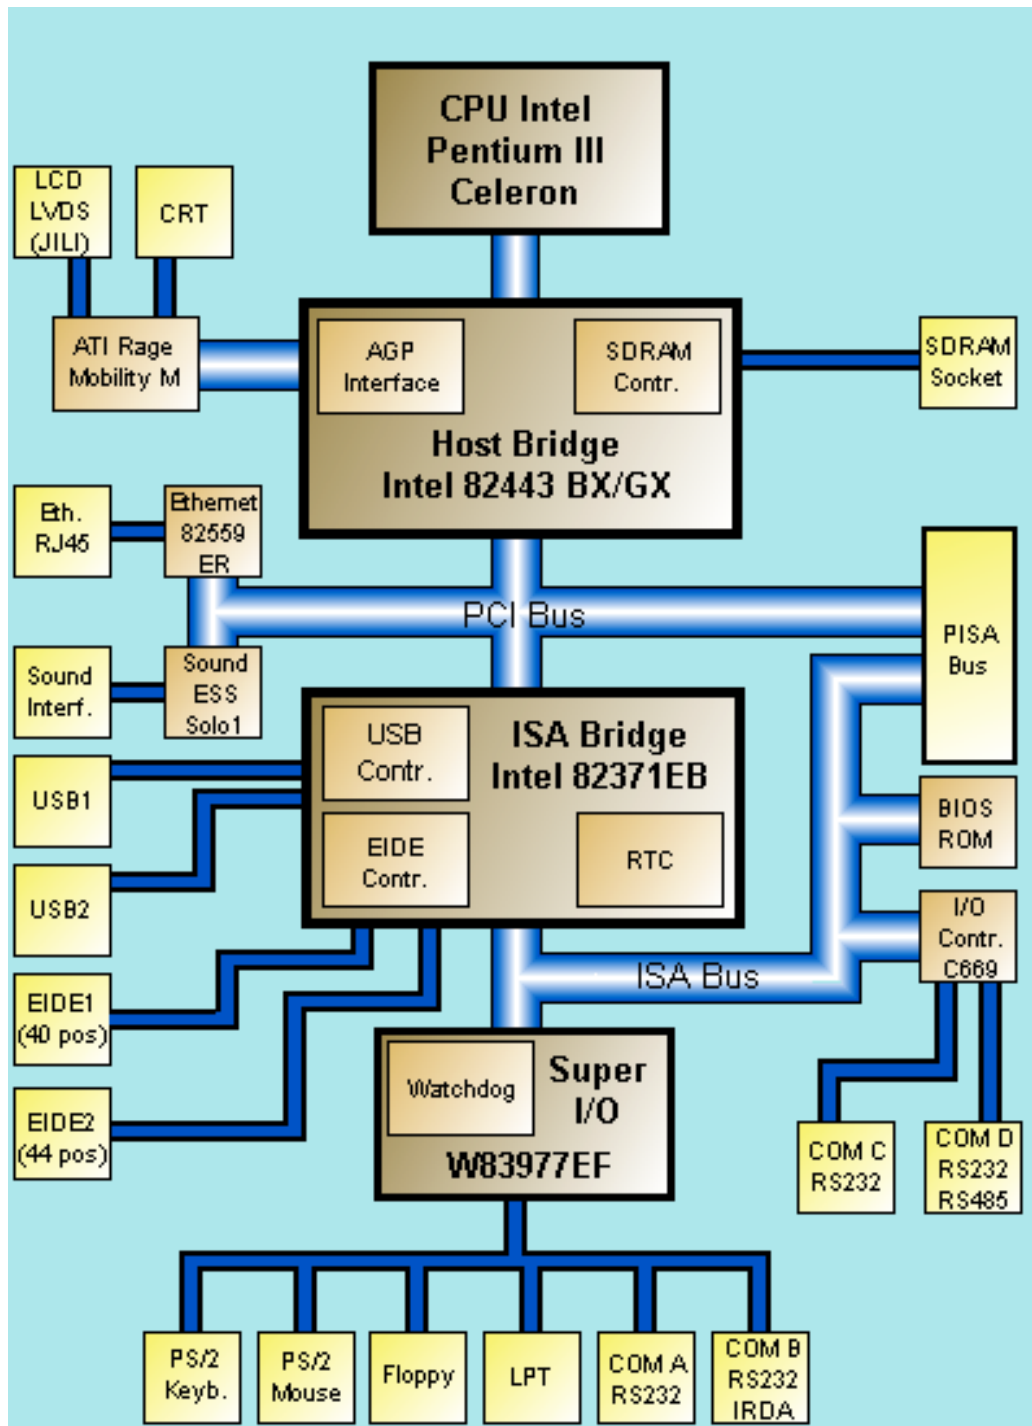 CPU Intel
Pentium III
Celeron
LCD
LVDS
(JILI)
CRT
ATI Rage
Mobility M
AGP
Interface
SDRAM
Contr.
SDRAM
Socket
Host Bridge
Intel 82443 BX/GX
Eth.
RJ45
Ethernet
82559
ER
PCI Bus
PISA
Bus
Sound
Interf.
Sound
ESS
Solo1
USB
Contr.
ISA Bridge
Intel 82371EB
USB1
EIDE
Contr.
RTC
BIOS
ROM
USB2
I/O
Contr.
C669
ISA Bus
EIDE1
(40 pos)
EIDE2
(44 pos)
Watchdog
Super
I/O
W83977EF
COM C
RS232
COM D
RS232
RS485
PS/2
Keyb.
PS/2
Mouse
Floppy
LPT
COM A
RS232
COM B
RS232
IRDA